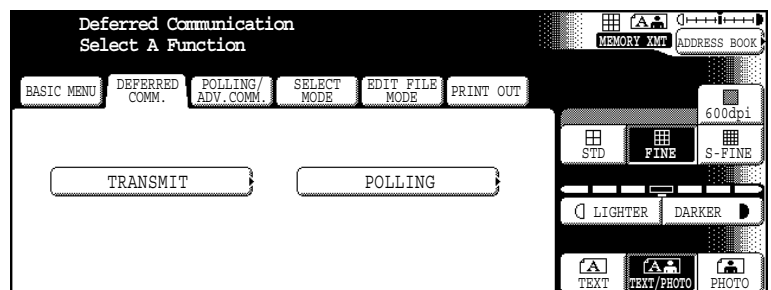 Deferred Communication
Select A Function
MEMORY XMT
ADDRESS BOOK
BASIC MENU
DEFERRED COMM.
POLLING/ ADV.COMM.
SELECT MODE
EDIT FILE MODE
PRINT OUT
600dpi
STD
FINE
S-FINE
TRANSMIT
POLLING
LIGHTER
DARKER
A
TEXT
A
TEXT/PHOTO
PHOTO